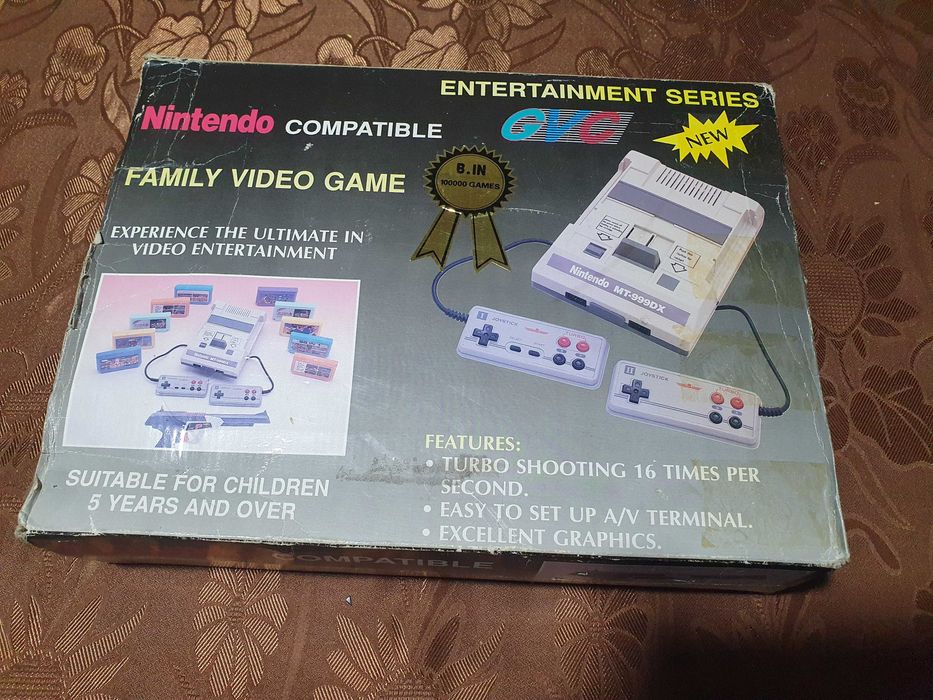 ENTERTAINMENT SERIES
Nintendo COMPATIBLE
GVC
NEW
FAMILY VIDEO GAME
B.IN
100000 GAMES
EXPERIENCE THE ULTIMATE IN
VIDEO ENTERTAINMENT
Nintendo MT-999DX
I JOYSTICK
TURBO
II JOYSTICK
TURBO
FEATURES:
• TURBO SHOOTING 16 TIMES PER
SECOND.
• EASY TO SET UP A/V TERMINAL.
• EXCELLENT GRAPHICS.
SUITABLE FOR CHILDREN
5 YEARS AND OVER
COMPATIBLE